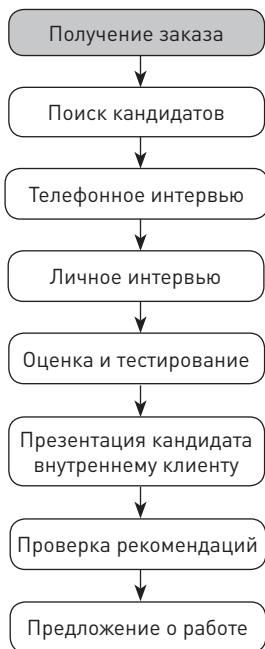 Получение заказа
Поиск кандидатов
Телефонное интервью
Личное интервью
Оценка и тестирование
Презентация кандидата
внутреннему клиенту
Проверка рекомендаций
Предложение о работе